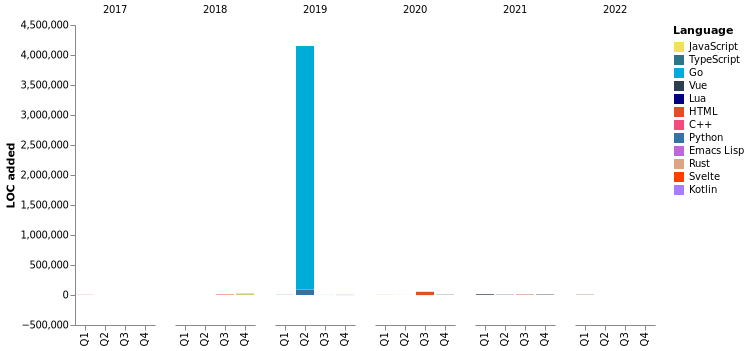 2017 2018 2019 2020 2021 2022
Language
JavaScript
TypeScript
Go
Vue
Lua
HTML
C++
Python
Emacs Lisp
Rust
Svelte
Kotlin
LOC added
4,500,000
4,000,000
3,500,000
3,000,000
2,500,000
2,000,000
1,500,000
1,000,000
500,000
0
−500,000
Q1 Q2 Q3 Q4 Q1 Q2 Q3 Q4 Q1 Q2 Q3 Q4 Q1 Q2 Q3 Q4 Q1 Q2 Q3 Q4 Q1 Q2 Q3 Q4